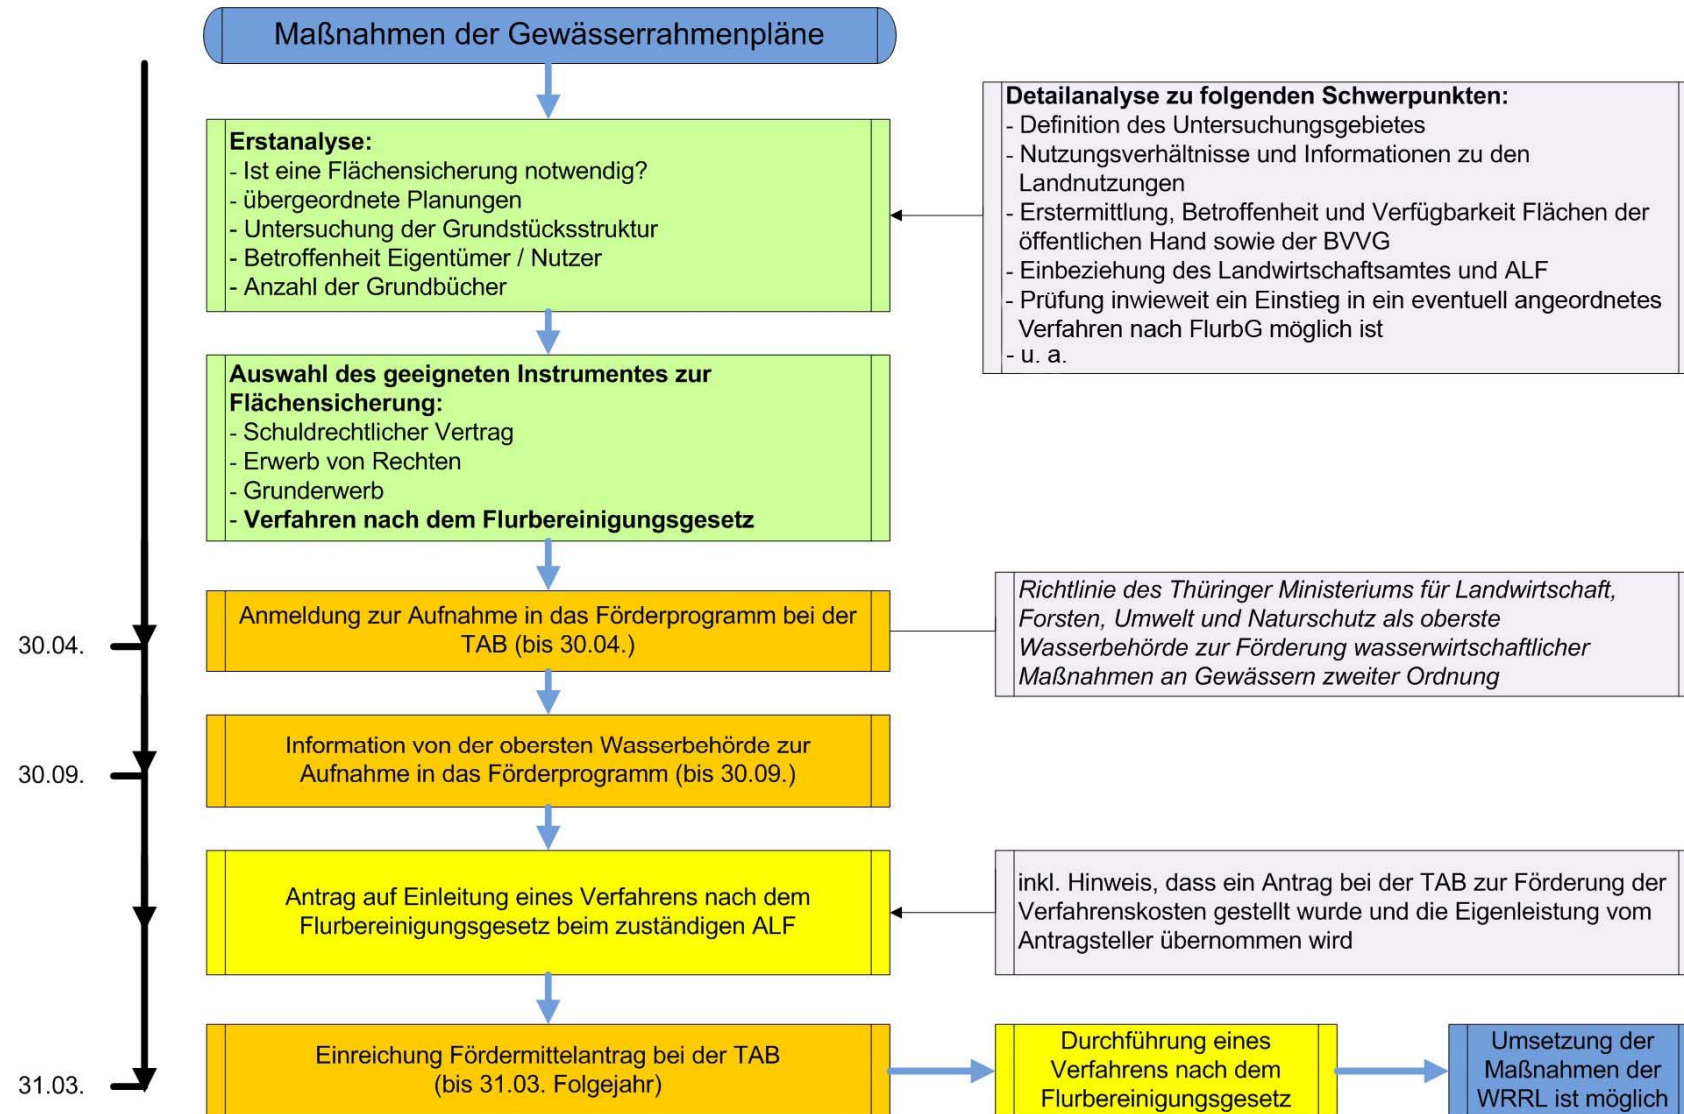 Maßnahmen der Gewässerrahmenpläne
Erstanalyse:
- Ist eine Flächensicherung notwendig?
- übergeordnete Planungen
- Untersuchung der Grundstücksstruktur
- Betroffenheit Eigentümer / Nutzer
- Anzahl der Grundbücher
Detailanalyse zu folgenden Schwerpunkten:
- Definition des Untersuchungsgebietes
- Nutzungsverhältnisse und Informationen zu den
Landnutzungen
- Erstermittlung, Betroffenheit und Verfügbarkeit Flächen der
öffentlichen Hand sowie der BVVG
- Einbeziehung des Landwirtschaftsamtes und ALF
- Prüfung inwieweit ein Einstieg in ein eventuell angeordnetes
Verfahren nach FlurbG möglich ist
- u. a.
Auswahl des geeigneten Instrumentes zur
Flächensicherung:
- Schuldrechtlicher Vertrag
- Erwerb von Rechten
- Grunderwerb
- Verfahren nach dem Flurbereinigungsgesetz
30.04.
Anmeldung zur Aufnahme in das Förderprogramm bei der
TAB (bis 30.04.)
Richtlinie des Thüringer Ministeriums für Landwirtschaft,
Forsten, Umwelt und Naturschutz als oberste
Wasserbehörde zur Förderung wasserwirtschaftlicher
Maßnahmen an Gewässern zweiter Ordnung
30.09.
Information von der obersten Wasserbehörde zur
Aufnahme in das Förderprogramm (bis 30.09.)
Antrag auf Einleitung eines Verfahrens nach dem
Flurbereinigungsgesetz beim zuständigen ALF
inkl. Hinweis, dass ein Antrag bei der TAB zur Förderung der
Verfahrenskosten gestellt wurde und die Eigenleistung vom
Antragsteller übernommen wird
31.03.
Einreichung Fördermittelantrag bei der TAB
(bis 31.03. Folgejahr)
Durchführung eines
Verfahrens nach dem
Flurbereinigungsgesetz
Umsetzung der
Maßnahmen der
WRRL ist möglich